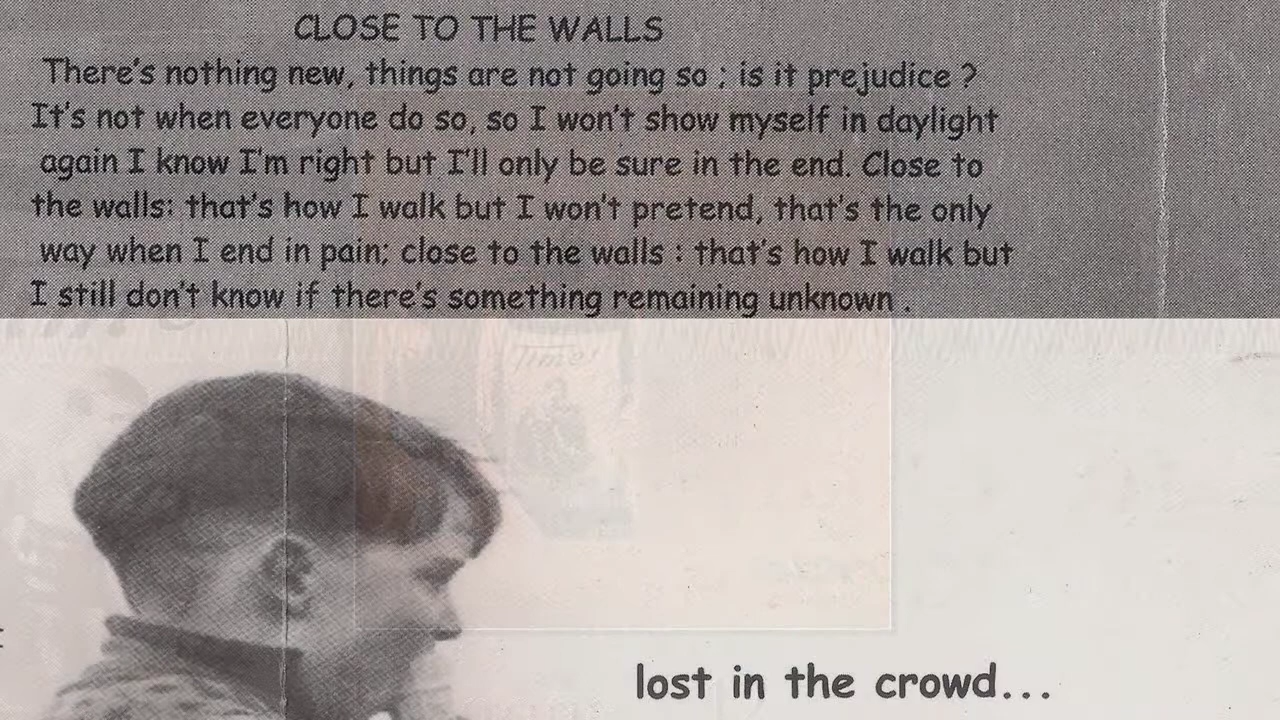 CLOSE TO THE WALLS
There's nothing new, things are not going so ; is it prejudice ?
It's not when everyone do so, so I won't show myself in daylight
again I know I'm right but I'll only be sure in the end. Close to
the walls: that's how I walk but I won't pretend, that's the only
way when I end in pain; close to the walls : that's how I walk but
I still don't know if there's something remaining unknown .
Times
lost in the crowd...